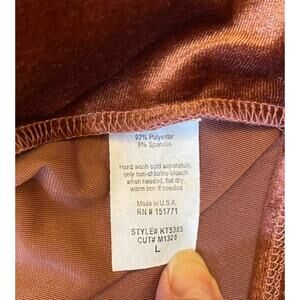 92% Polyester
8% Spandex
Hand wash cold separately,
only non-chlorine bleach
when needed, flat dry,
warm iron if needed
Made in U.S.A.
RN # 151771
STYLE# KT5385
CUT# M1326
L